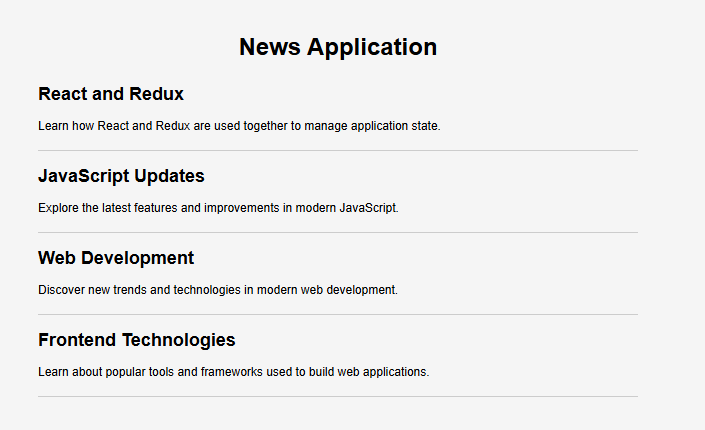 News Application
React and Redux
Learn how React and Redux are used together to manage application state.
JavaScript Updates
Explore the latest features and improvements in modern JavaScript.
Web Development
Discover new trends and technologies in modern web development.
Frontend Technologies
Learn about popular tools and frameworks used to build web applications.